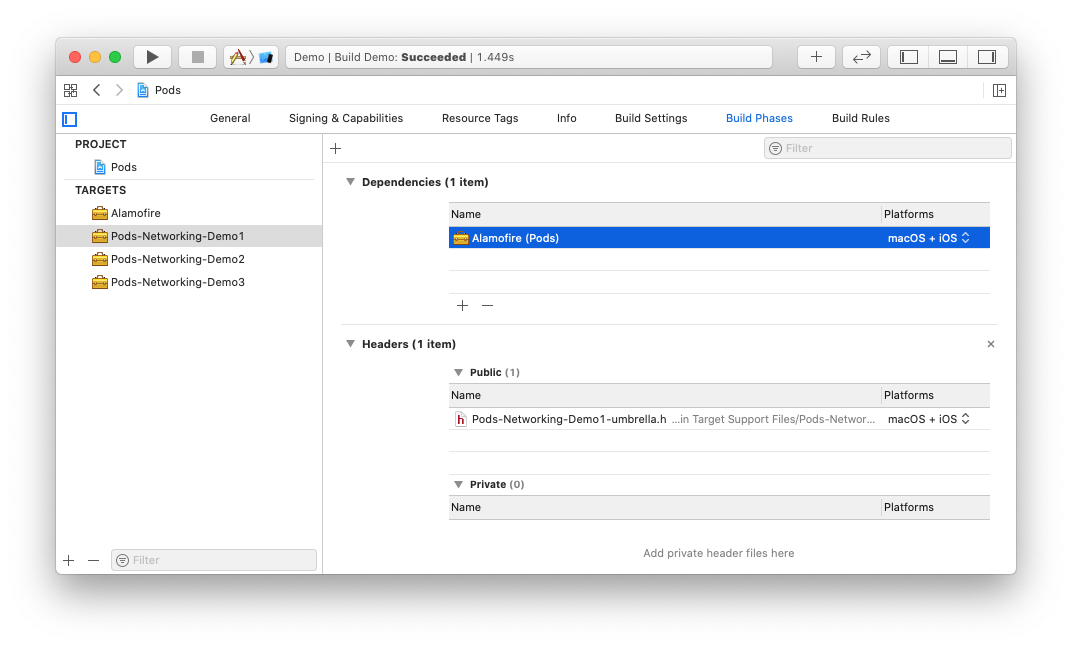 Demo | Build Demo: Succeeded | 1.449s
Pods
General Signing & Capabilities Resource Tags Info Build Settings Build Phases Build Rules
PROJECT
Pods
TARGETS
Alamofire
Pods-Networking-Demo1
Pods-Networking-Demo2
Pods-Networking-Demo3
Filter
Filter
Dependencies (1 item)
Name Platforms
Alamofire (Pods) macOS + iOS
Headers (1 item)
Public (1)
Name Platforms
h Pods-Networking-Demo1-umbrella.h ...in Target Support Files/Pods-Networ... macOS + iOS
Private (0)
Name Platforms
Add private header files here